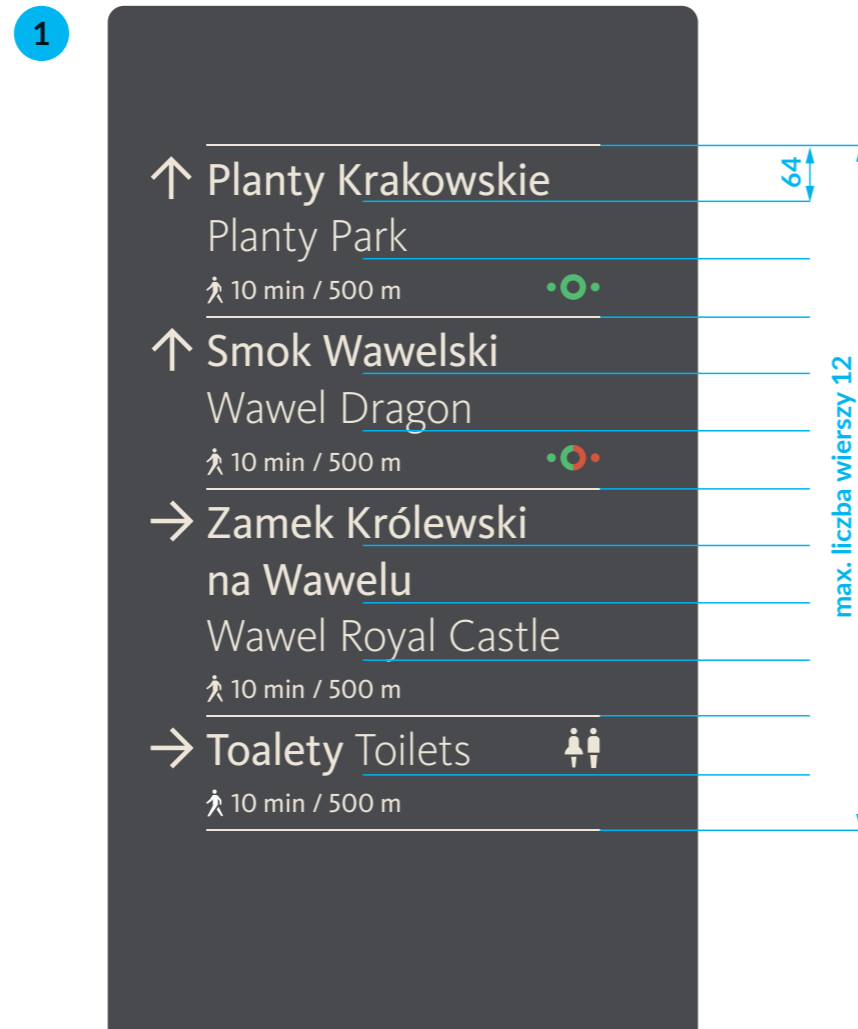 1
↑ Planty Krakowskie
Planty Park
10 min / 500 m
↑ Smok Wawelski
Wawel Dragon
10 min / 500 m
→ Zamek Królewski
na Wawelu
Wawel Royal Castle
10 min / 500 m
→ Toalety Toilets
10 min / 500 m
64
max. liczba wierszy 12